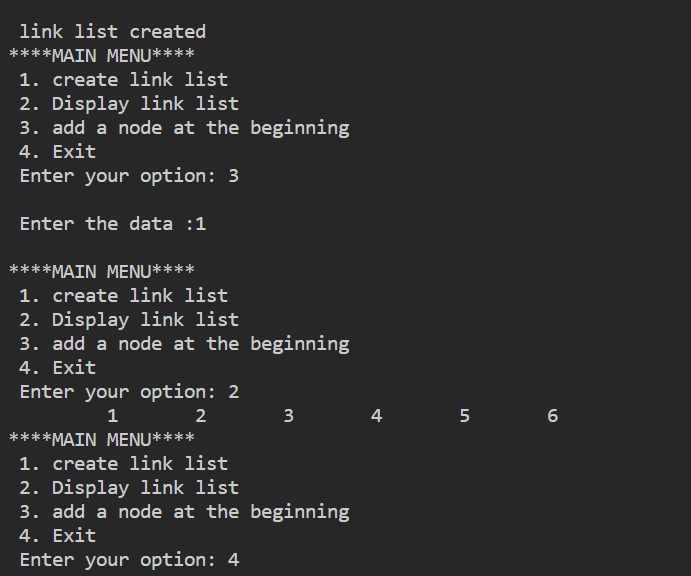 link list created
****MAIN MENU****
1. create link list
2. Display link list
3. add a node at the beginning
4. Exit
Enter your option: 3
Enter the data :1
****MAIN MENU****
1. create link list
2. Display link list
3. add a node at the beginning
4. Exit
Enter your option: 2
1 2 3 4 5 6
****MAIN MENU****
1. create link list
2. Display link list
3. add a node at the beginning
4. Exit
Enter your option: 4